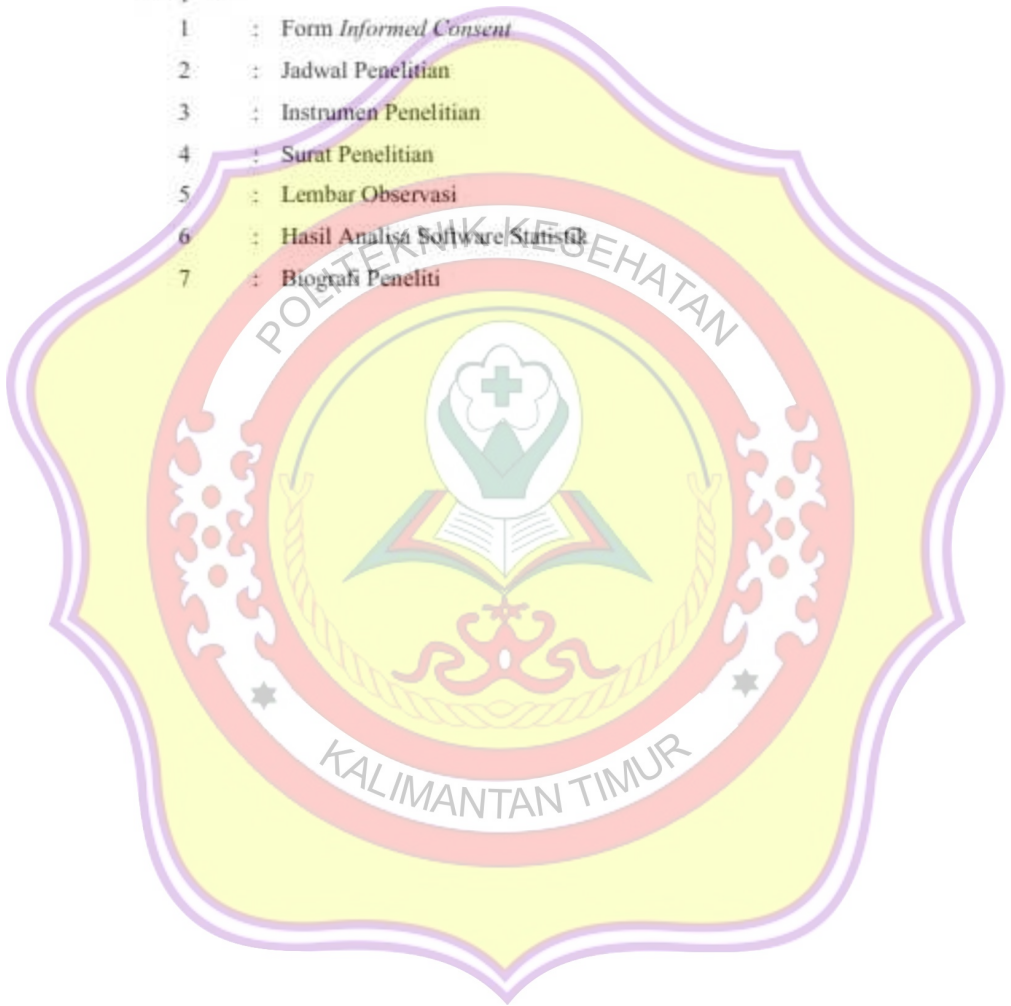 1 : Form Informed Consent
2 : Jadwal Penelitian
3 : Instrumen Penelitian
4 : Surat Penelitian
5 : Lembar Observasi
6 : Hasil Analisa Software Statistik
7 : Biografi Peneliti
POLITEKNIK KESEHATAN
KALIMANTAN TIMUR